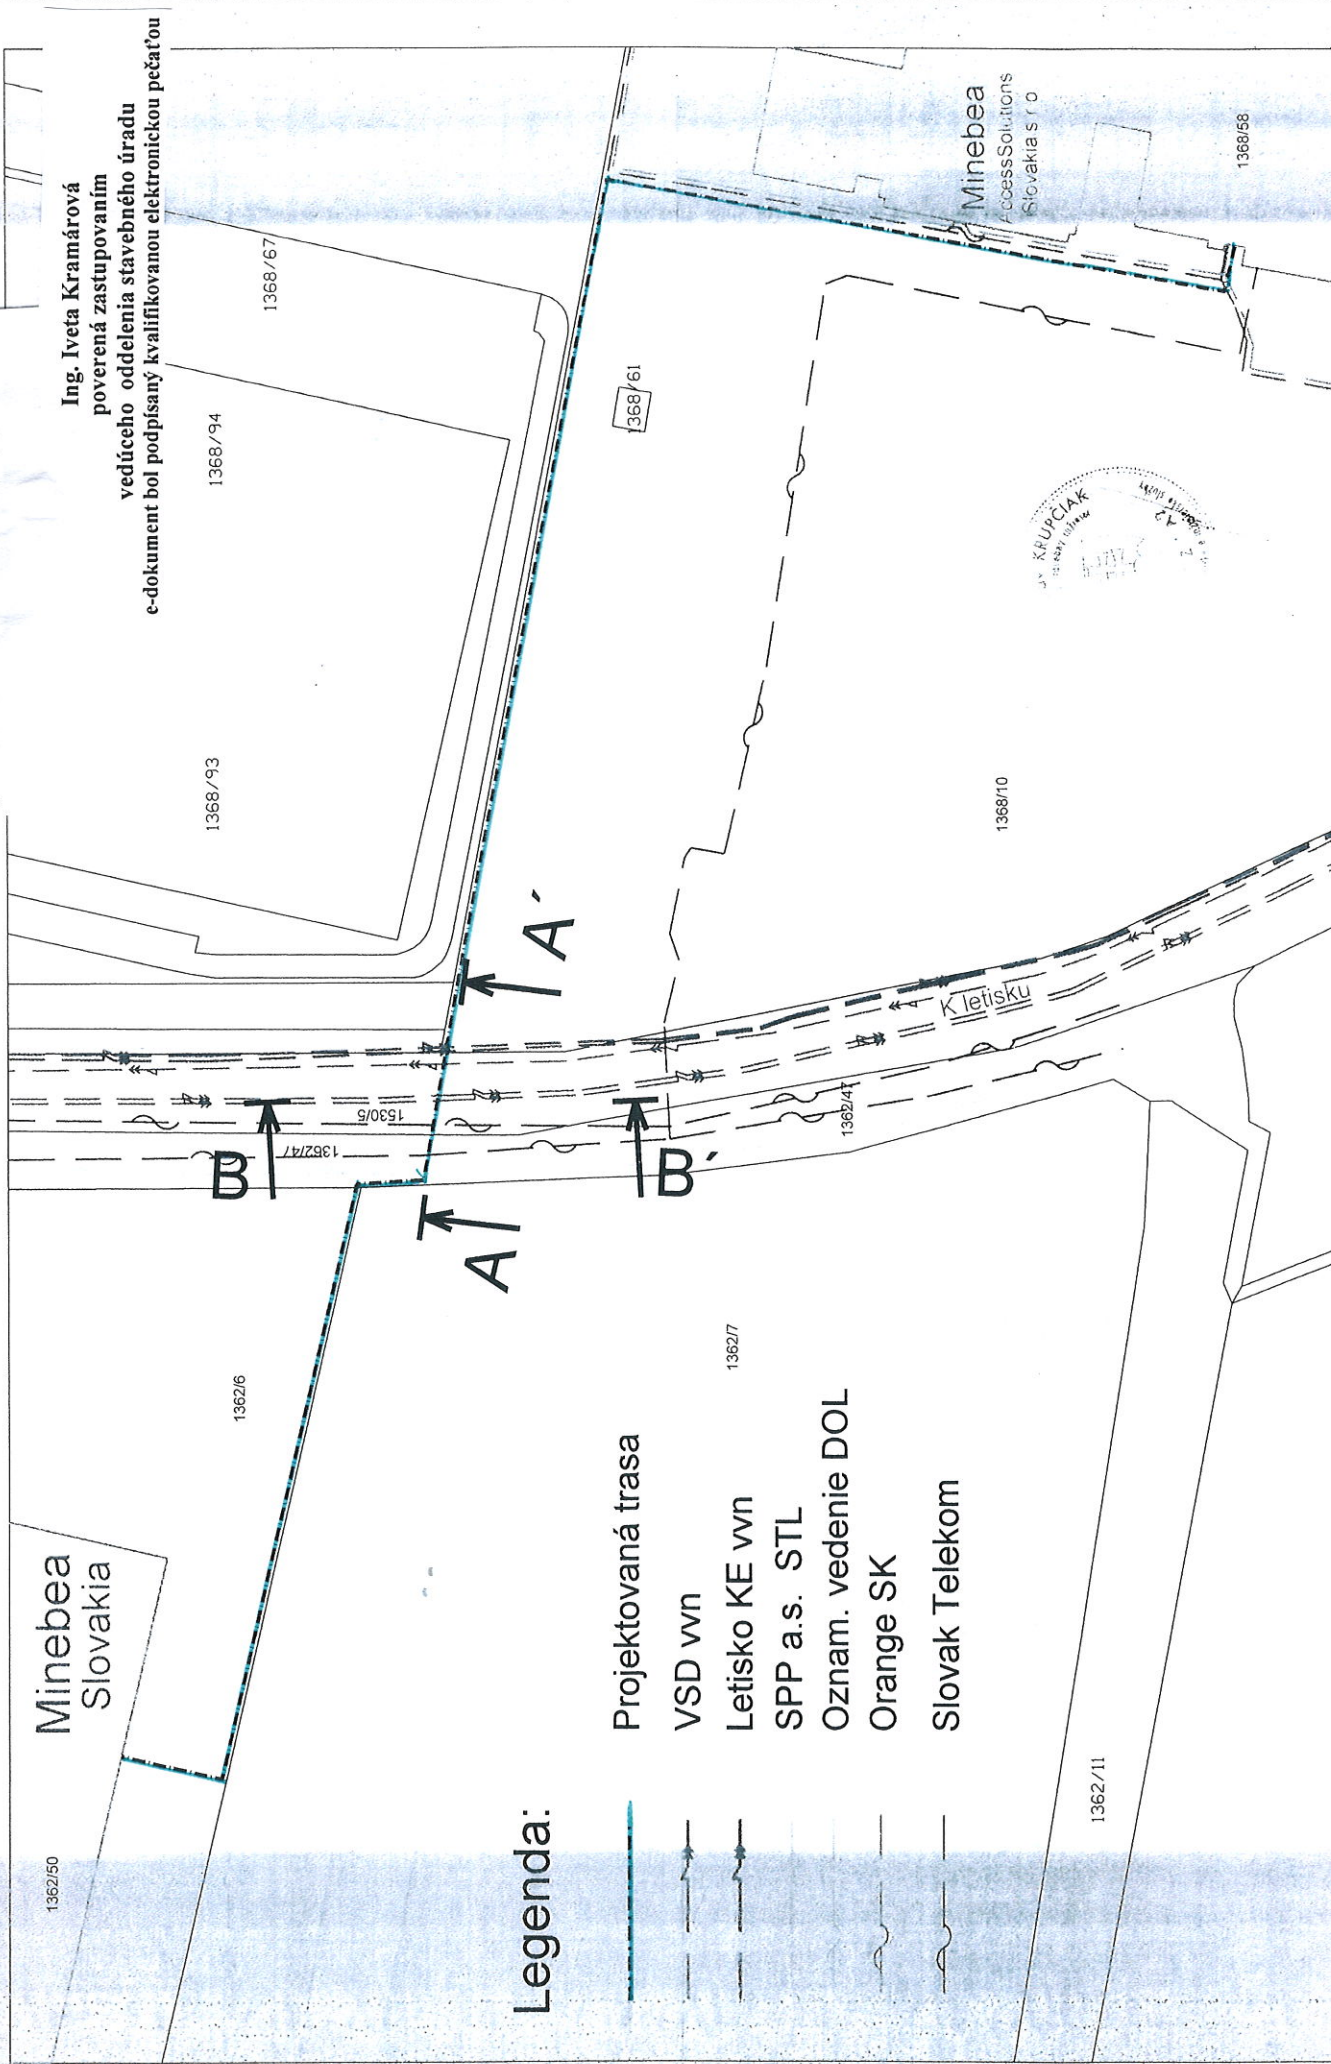 Ing. Iveta Kramárová
poverená zastupovaním
vedúceho oddelenia stavebného úradu
e-dokument bol podpísaný kvalifikovanou elektronickou pečaťou
Minebea
Slovakia
1362/50
1362/6
1362/47
1530/5
B
B´
A
A´
1368/93
1368/94
1368/67
1368/61
Minebea
AccessSolutions
Slovakia s
1368/58
1368/10
K letisku
1362/47
1362/7
1362/11
KRUPČIAK
Legenda:
Projektovaná trasa
VSD vvn
Letisko KE vvn
SPP a.s. STL
Oznam. vedenie DOL
Orange SK
Slovak Telekom